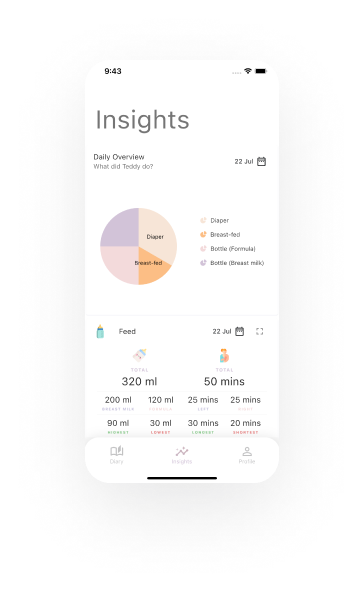 9:43
Insights
Daily Overview
What did Teddy do?
22 Jul
Diaper
Breast-fed
Diaper
Breast-fed
Bottle (Formula)
Bottle (Breast milk)
Feed
22 Jul
TOTAL TOTAL
320 ml 50 mins
200 ml 120 ml 25 mins 25 mins
BREAST MILK FORMULA LEFT RIGHT
90 ml 30 ml 30 mins 20 mins
HIGHEST LOWEST LONGEST SHORTEST
Diary Insights Profile